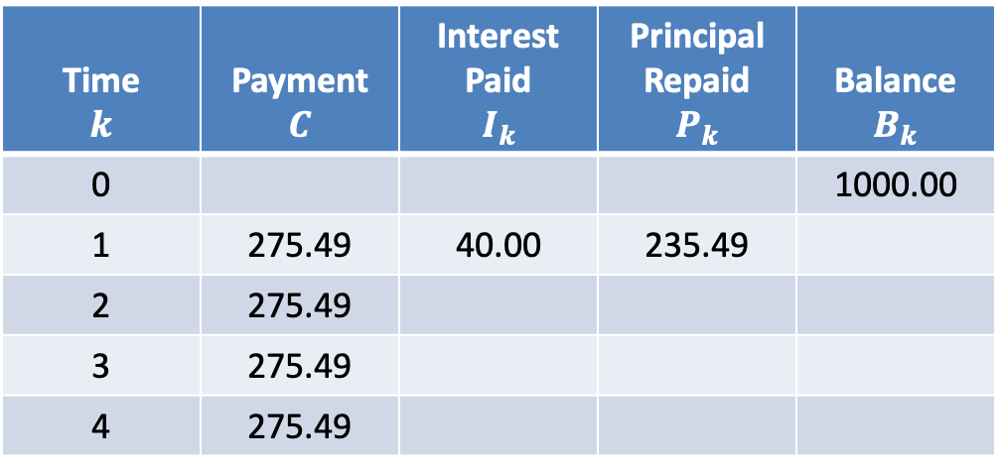 Time k Payment C Interest Paid I_k Principal Repaid P_k Balance B_k
0 1000.00
1 275.49 40.00 235.49
2 275.49
3 275.49
4 275.49